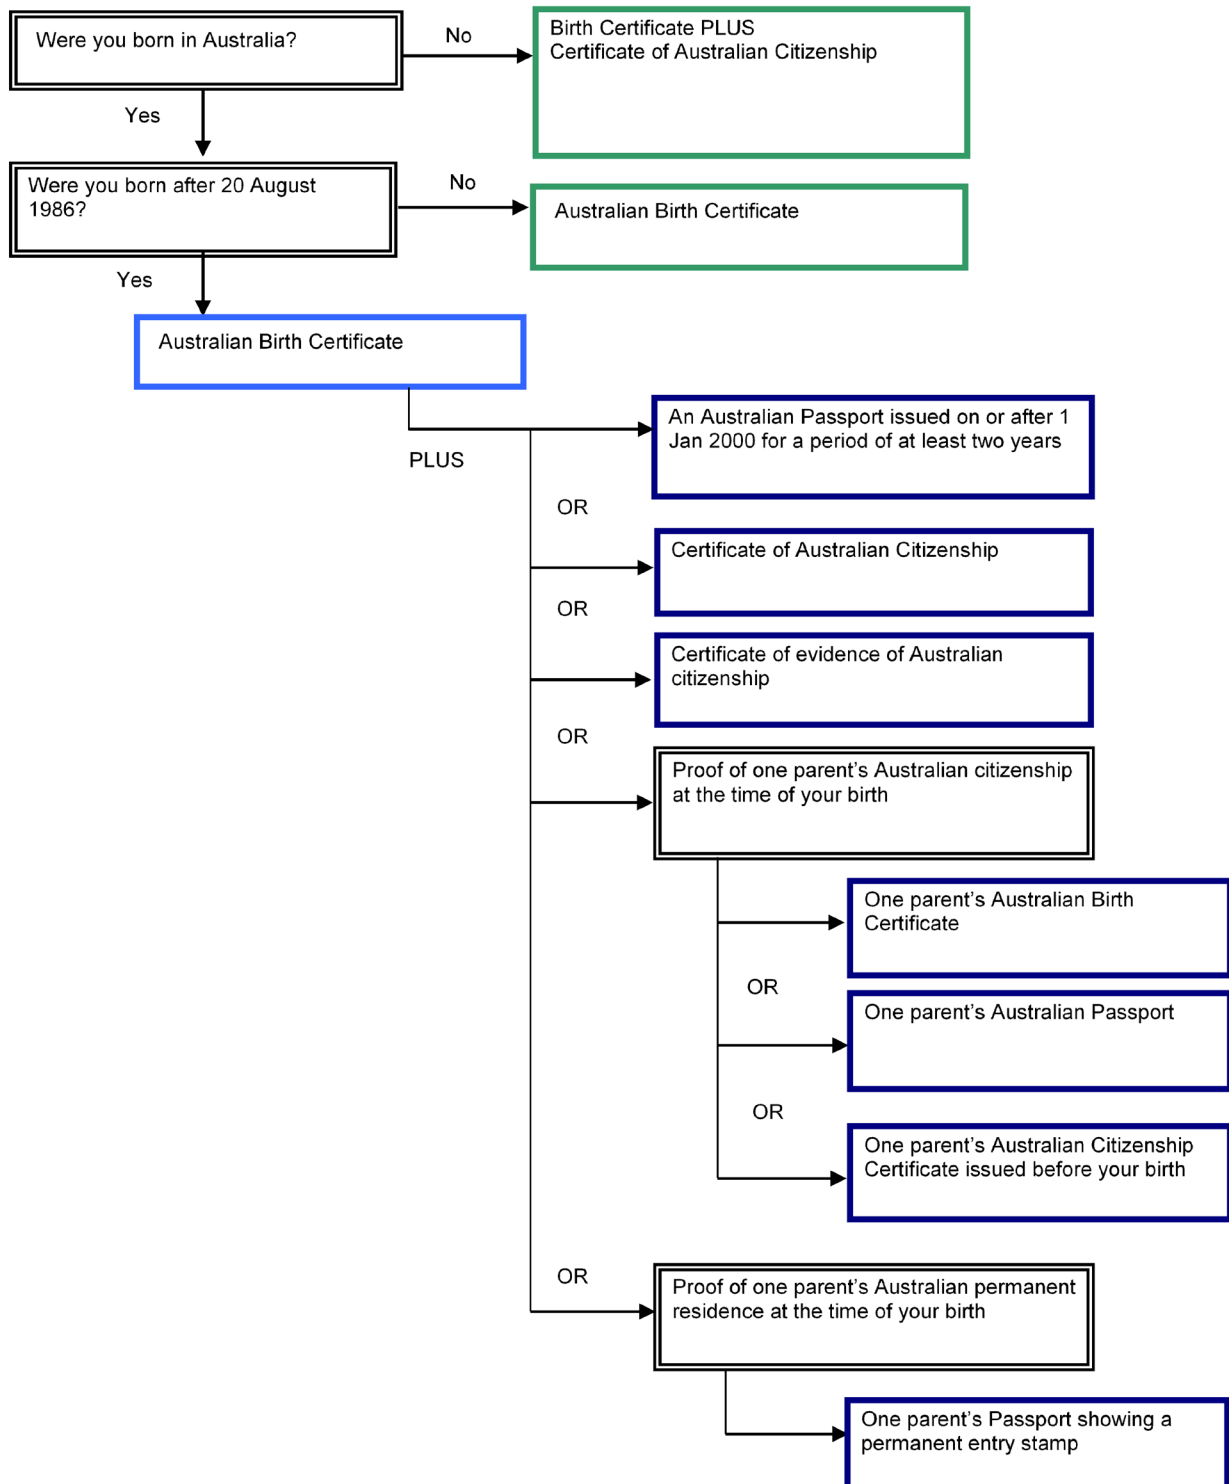 Were you born in Australia?
No
Birth Certificate PLUS
Certificate of Australian Citizenship
Yes
Were you born after 20 August
1986?
No
Australian Birth Certificate
Yes
Australian Birth Certificate
PLUS
An Australian Passport issued on or after 1
Jan 2000 for a period of at least two years
OR
Certificate of Australian Citizenship
OR
Certificate of evidence of Australian
citizenship
OR
Proof of one parent’s Australian citizenship
at the time of your birth
One parent’s Australian Birth
Certificate
OR
One parent’s Australian Passport
OR
One parent’s Australian Citizenship
Certificate issued before your birth
OR
Proof of one parent’s Australian permanent
residence at the time of your birth
One parent’s Passport showing a
permanent entry stamp